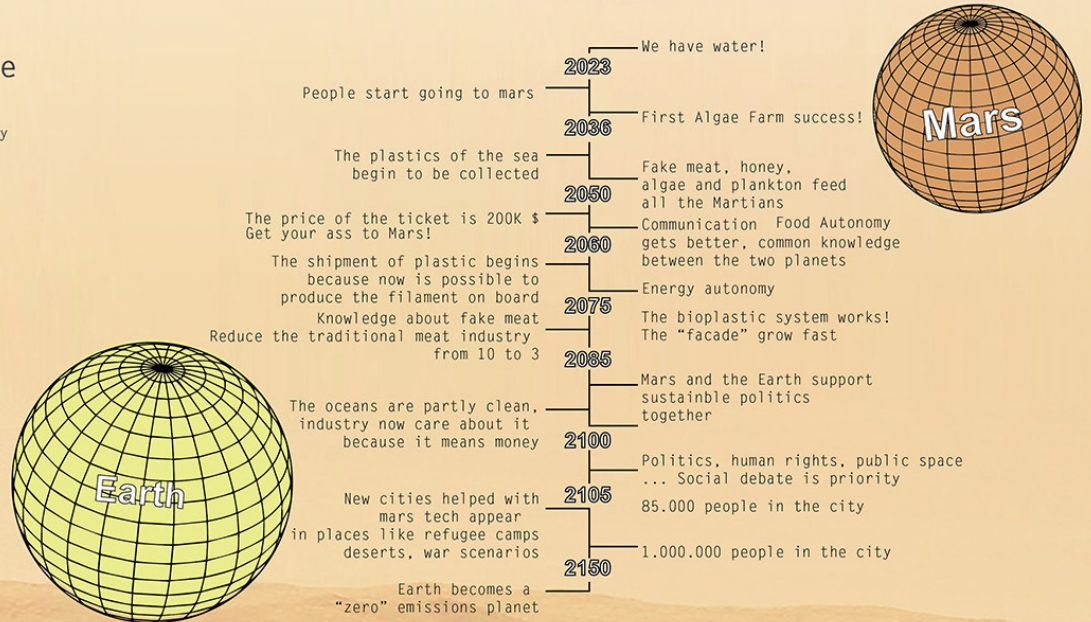 e
y
We have water!
2023
People start going to mars
First Algae Farm success!
2036
The plastics of the sea
begin to be collected
Fake meat, honey,
algae and plankton feed
all the Martians
2050
The price of the ticket is 200K $
Get your ass to Mars!
Communication Food Autonomy
gets better, common knowledge
between the two planets
2060
The shipment of plastic begins
because now is possible to
produce the filament on board
Energy autonomy
2075
Knowledge about fake meat
Reduce the traditional meat industry
from 10 to 3
The bioplastic system works!
The “facade” grow fast
2085
Mars and the Earth support
sustainble politics
together
The oceans are partly clean,
industry now care about it
because it means money
2100
Politics, human rights, public space
... Social debate is priority
2105
New cities helped with
mars tech appear
in places like refugee camps
deserts, war scenarios
85.000 people in the city
1.000.000 people in the city
2150
Earth becomes a
“zero” emissions planet
Mars
Earth